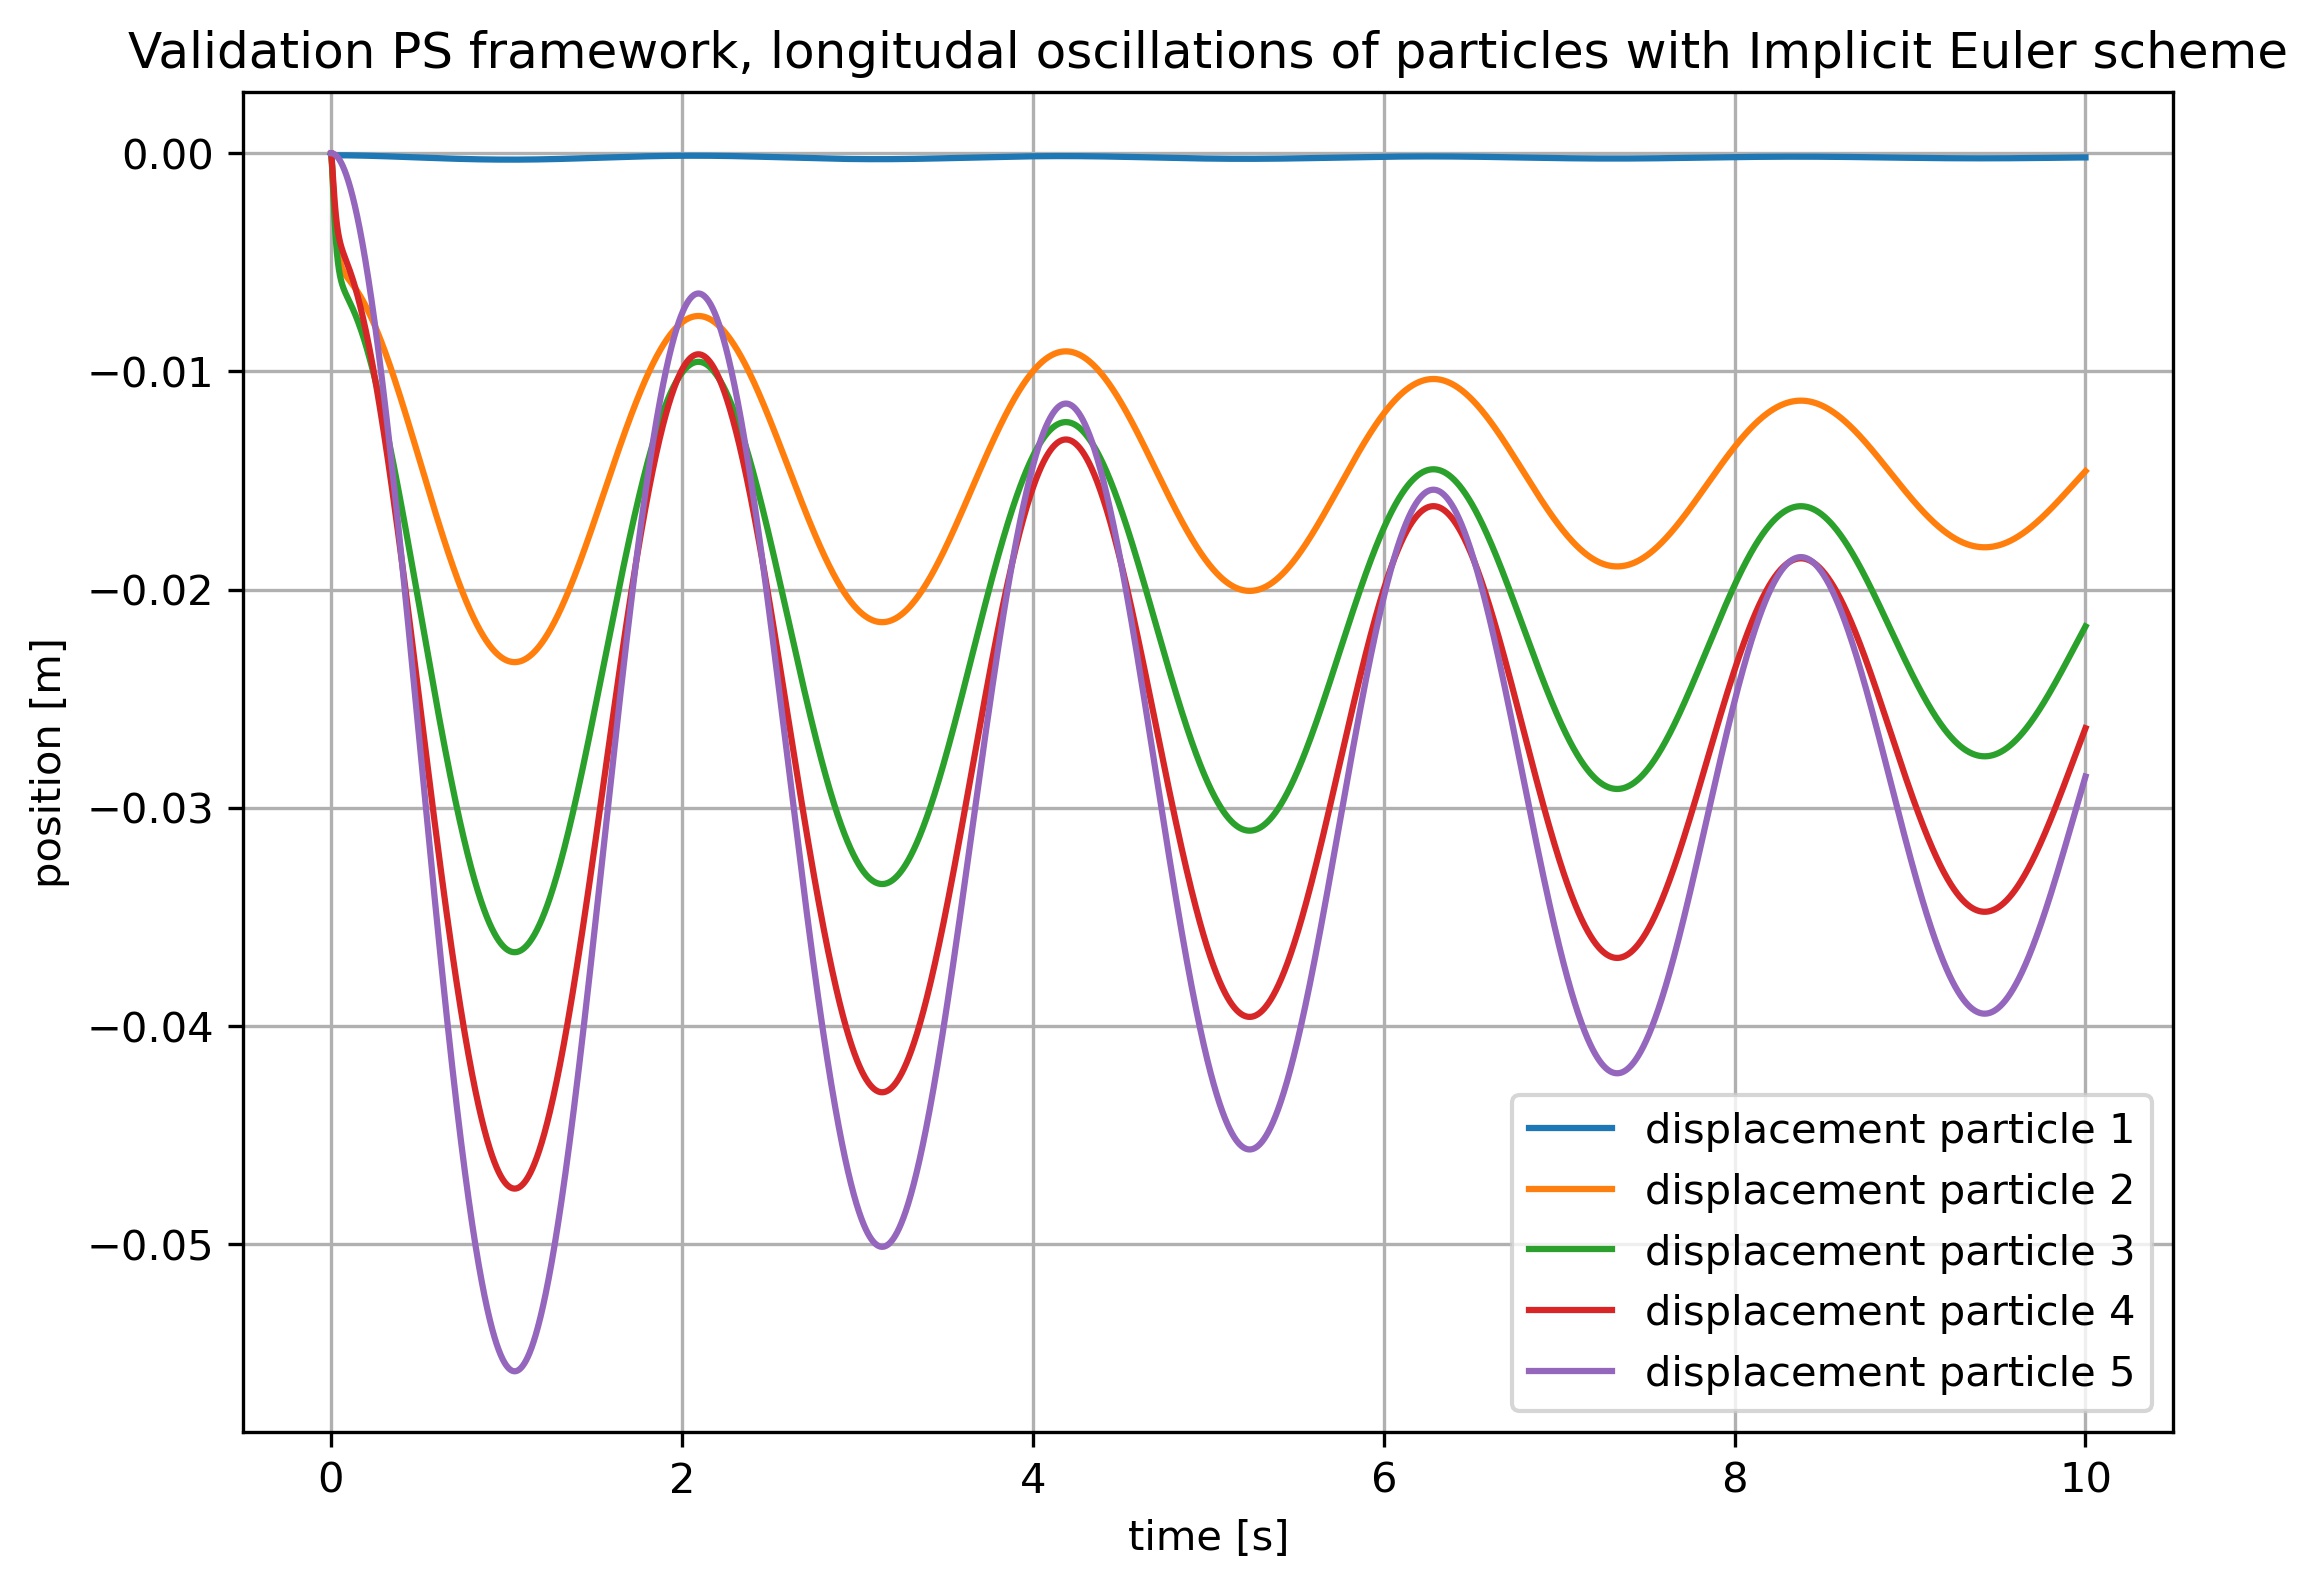 Validation PS framework, longitudal oscillations of particles with Implicit Euler scheme
0.00
−0.01
−0.02
−0.03
−0.04
−0.05
position [m]
0 2 4 6 8 10
time [s]
displacement particle 1
displacement particle 2
displacement particle 3
displacement particle 4
displacement particle 5